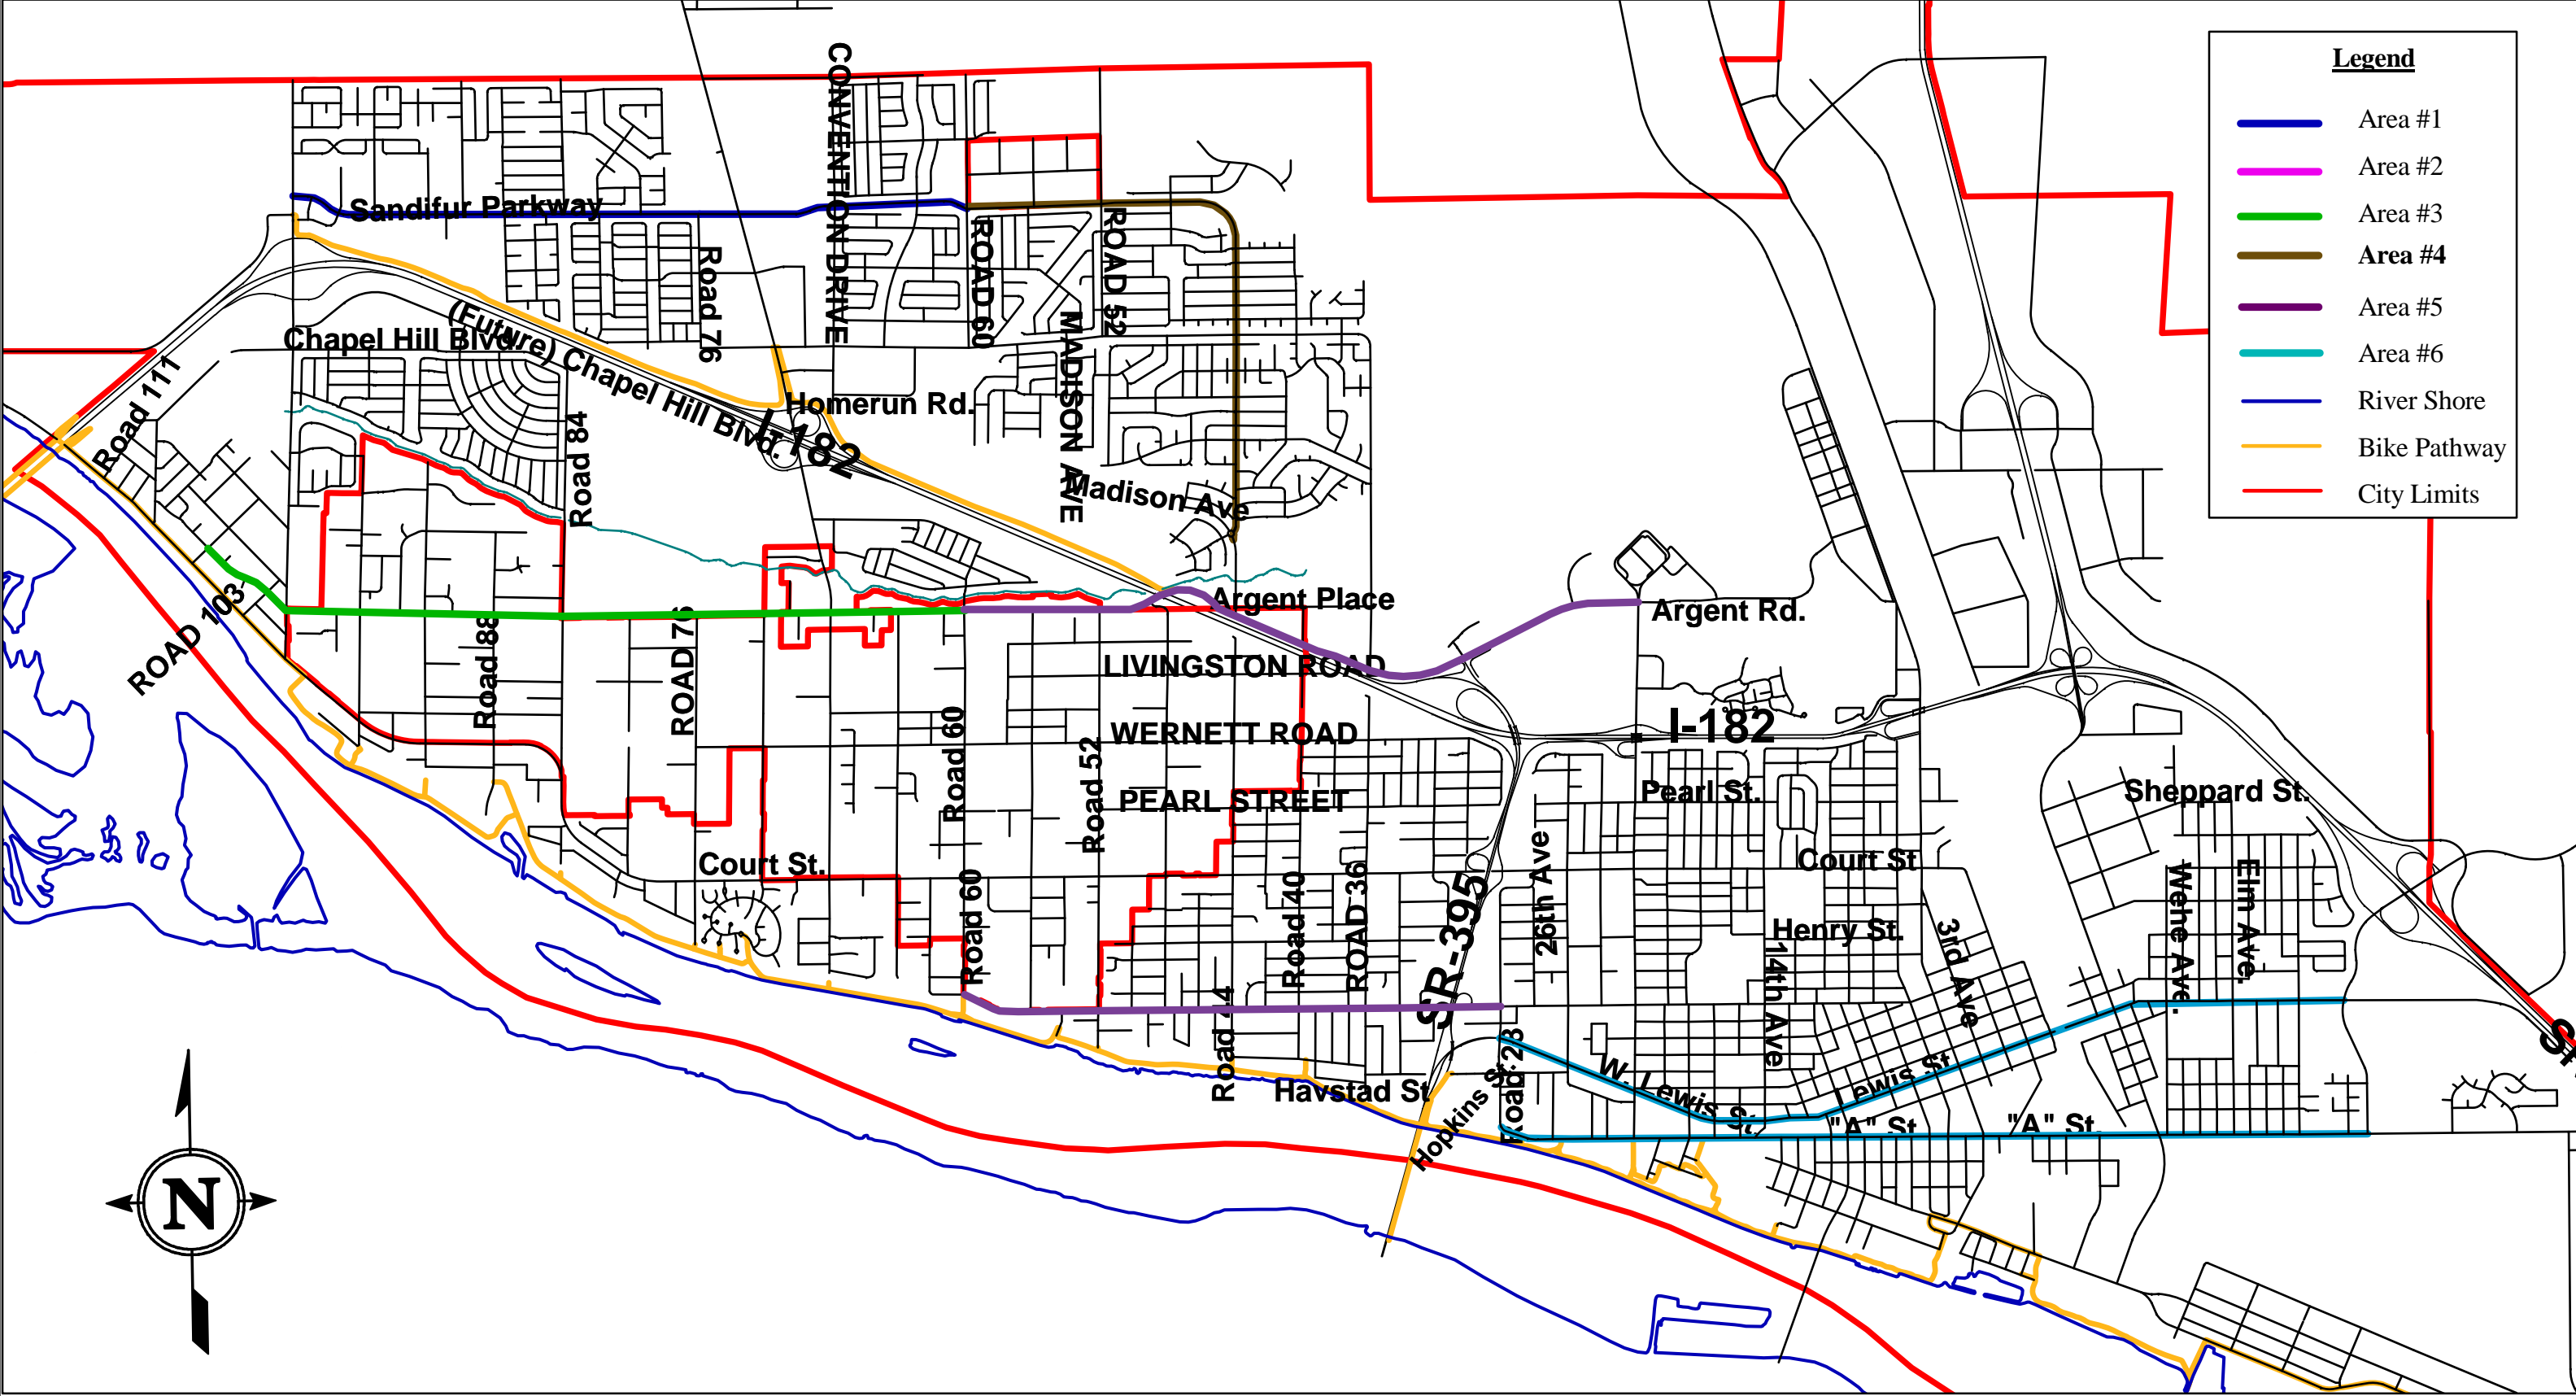 Legend
Area #1
Area #2
Area #3
Area #4
Area #5
Area #6
River Shore
Bike Pathway
City Limits
CONVENTION DRIVE
Sandifur Parkway
Road 76
ROAD 60
ROAD 52
MADISON AVE
Chapel Hill Blvd.
(Future) Chapel Hill Blvd.
Road 111
Homerun Rd.
I-182
Road 84
Madison Ave
ROAD 103
Argent Place
Argent Rd.
Road 88
ROAD 76
LIVINGSTON ROAD
WERNETT ROAD
I-182
Road 60
Road 52
PEARL STREET
Pearl St.
Sheppard St.
Court St.
Court St
26th Ave
Road 60
Road 40
ROAD 36
SR-395
Henry St.
14th Ave
3rd Ave
Wehe Ave.
Elm Ave.
Road 44
Havstad St
Hopkins St.
Road 28
W. Lewis St.
Lewis St
"A" St
"A" St.
N